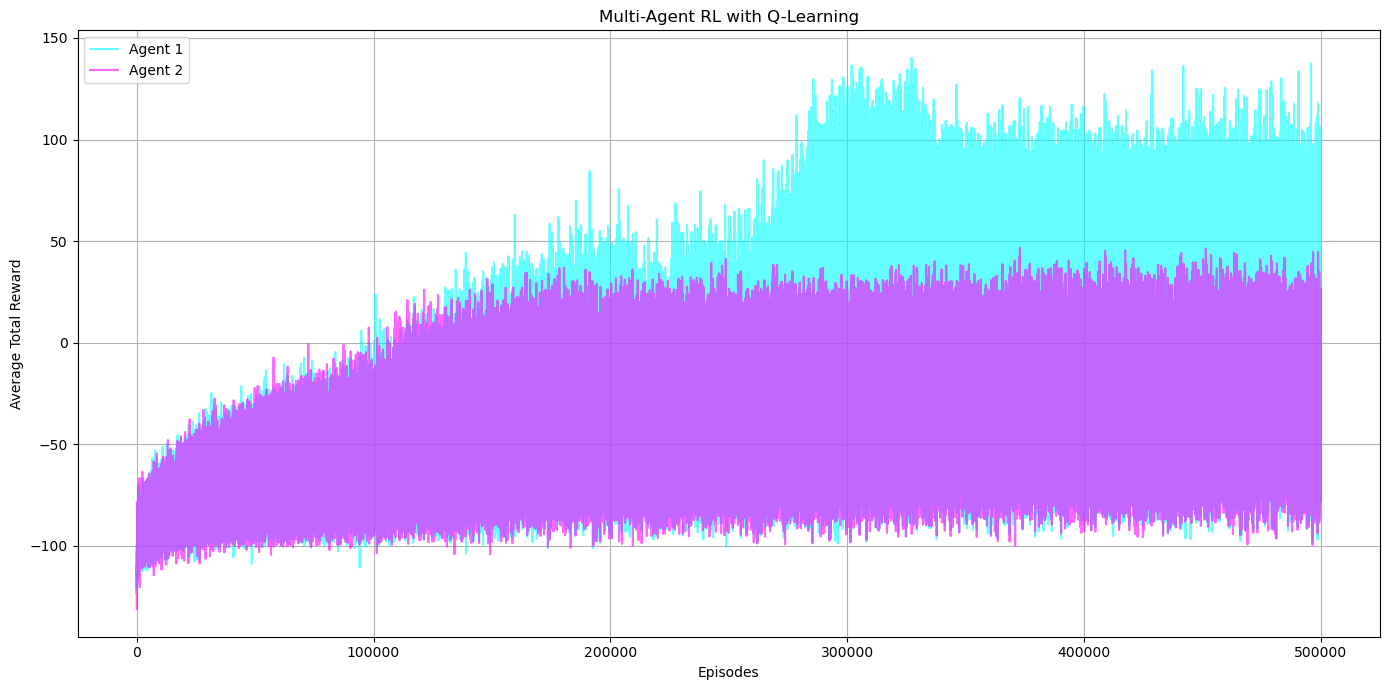 Multi-Agent RL with Q-Learning
Agent 1
Agent 2
Average Total Reward
150
100
50
0
−50
−100
0
100000
200000
300000
400000
500000
Episodes